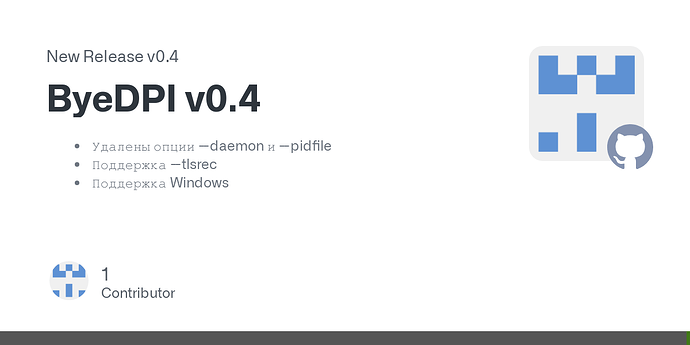 New Release v0.4
ByeDPI v0.4
• Удалены опции —daemon и —pidfile
• Поддержка —tlsrec
• Поддержка Windows
1
Contributor